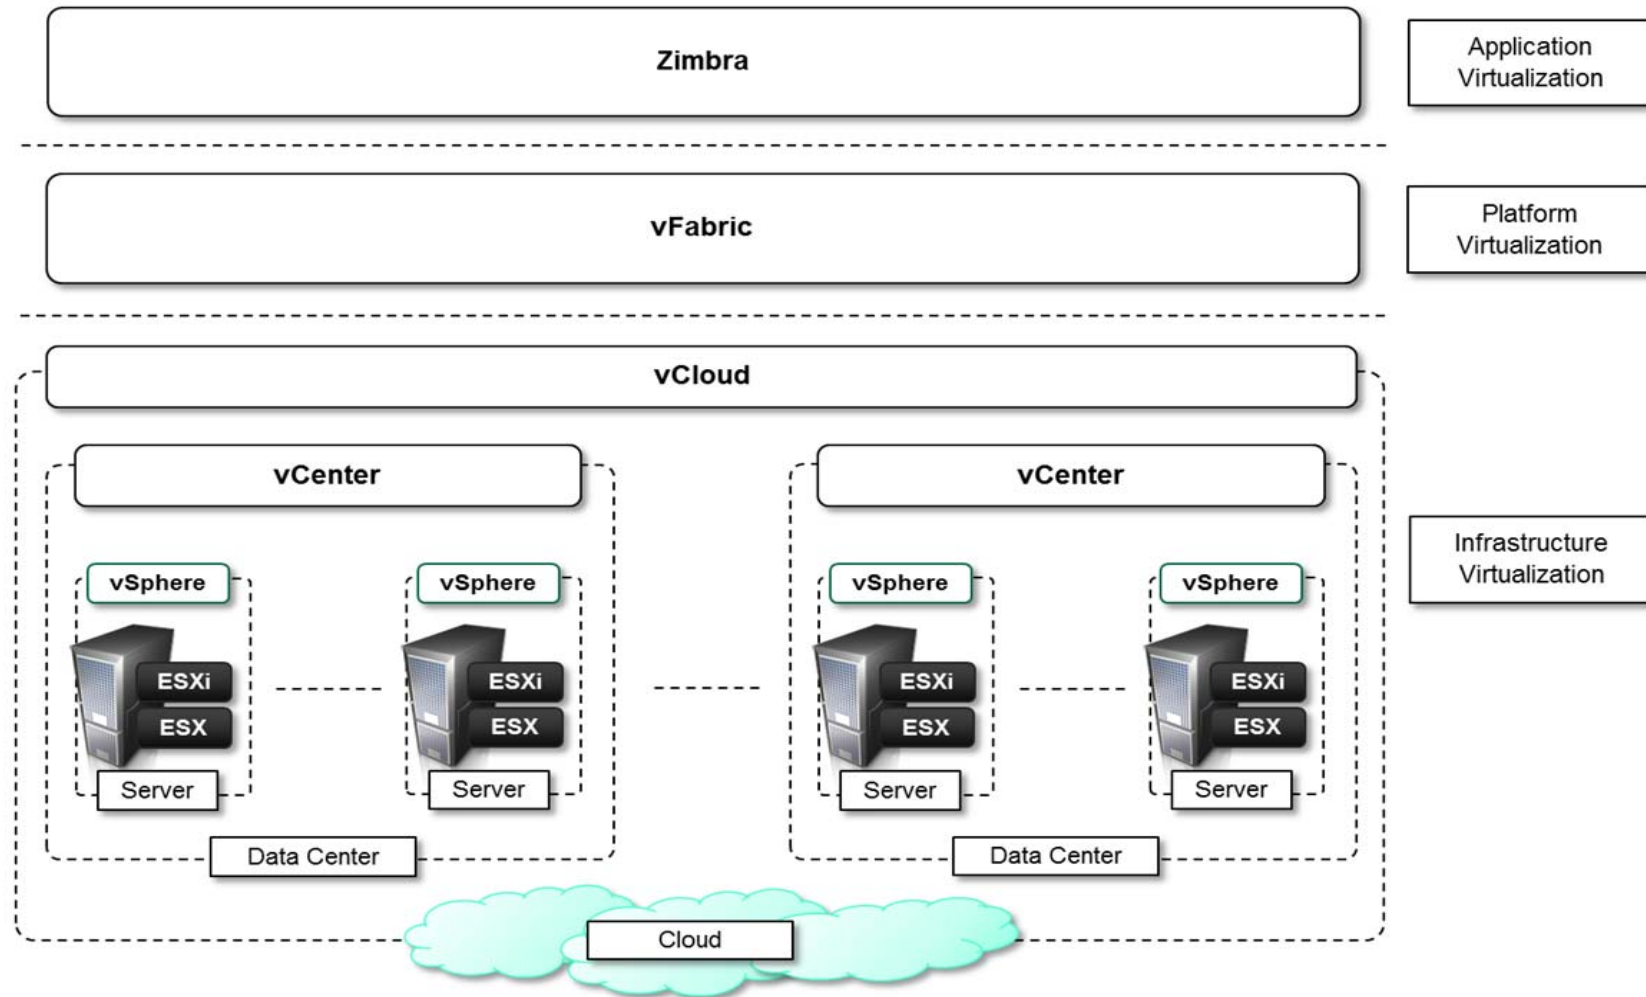 Zimbra
Application
Virtualization
vFabric
Platform
Virtualization
vCloud
vCenter
vCenter
Infrastructure
Virtualization
vSphere
vSphere
vSphere
vSphere
ESXi
ESXi
ESXi
ESXi
ESX
ESX
ESX
ESX
Server
Server
Server
Server
Data Center
Data Center
Cloud